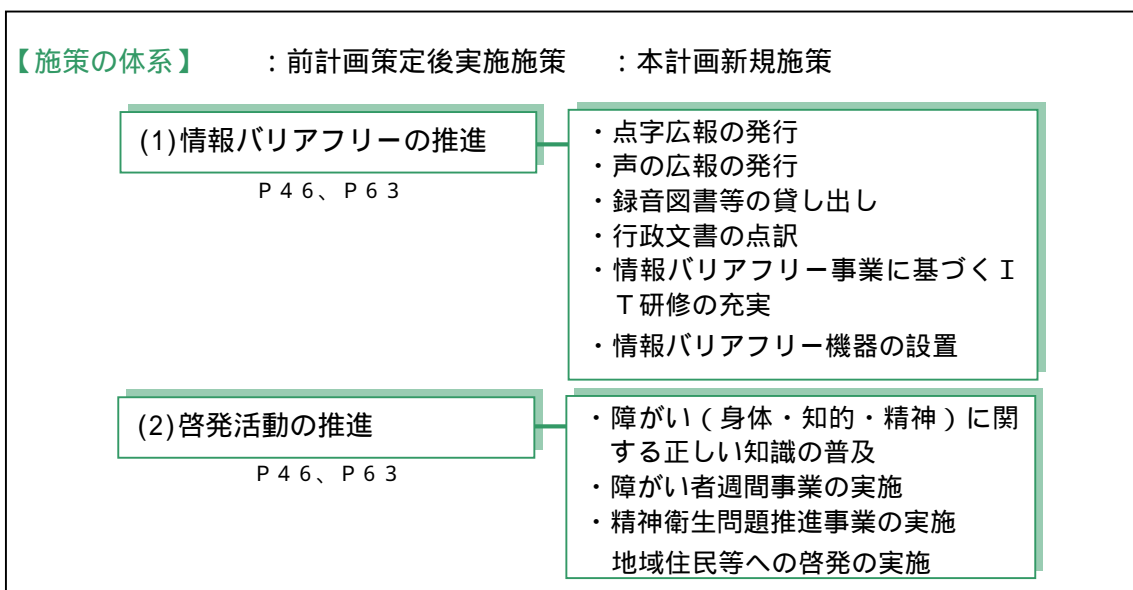 【施策の体系】　　：前計画策定後実施施策　　：本計画新規施策
(1)情報バリアフリーの推進
Ｐ４６、Ｐ６３
・点字広報の発行
・声の広報の発行
・録音図書等の貸し出し
・行政文書の点訳
・情報バリアフリー事業に基づくＩ
Ｔ研修の充実
・情報バリアフリー機器の設置
(2)啓発活動の推進
Ｐ４６、Ｐ６３
・障がい（身体・知的・精神）に関
する正しい知識の普及
・障がい者週間事業の実施
・精神衛生問題推進事業の実施
地域住民等への啓発の実施